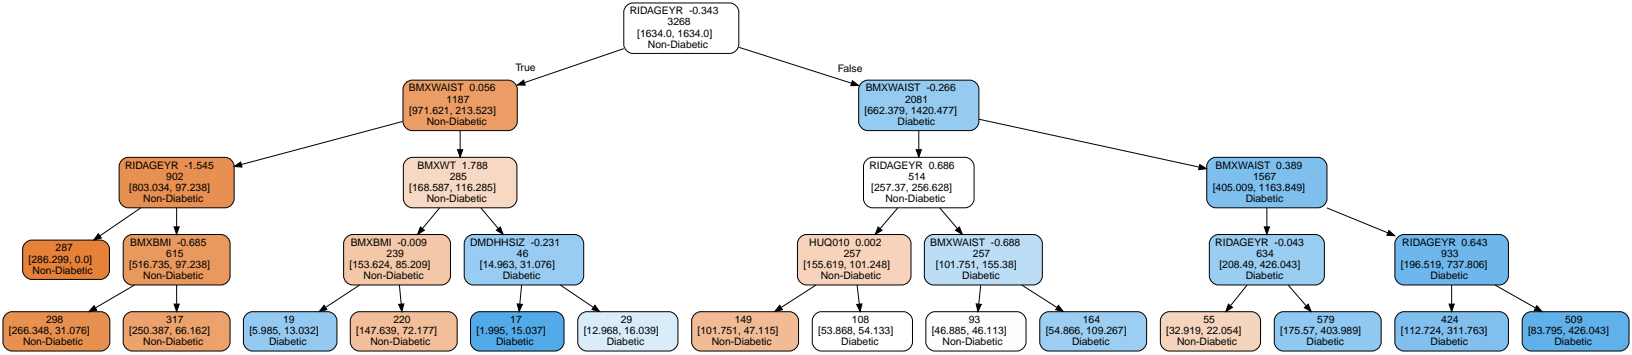 RIDAGEYR -0.343
3268
[1634.0, 1634.0]
Non-Diabetic
True
False
BMXWAIST 0.056
1187
[971.621, 213.523]
Non-Diabetic
BMXWAIST -0.266
2081
[662.379, 1420.477]
Diabetic
RIDAGEYR -1.545
902
[803.034, 97.238]
Non-Diabetic
BMXWT 1.788
285
[168.587, 116.285]
Non-Diabetic
RIDAGEYR 0.686
514
[257.37, 256.628]
Non-Diabetic
BMXWAIST 0.389
1567
[405.009, 1163.849]
Diabetic
287
[286.299, 0.0]
Non-Diabetic
BMXBMI -0.685
615
[516.735, 97.238]
Non-Diabetic
BMXBMI -0.009
239
[153.624, 85.209]
Non-Diabetic
DMDHHSIZ -0.231
46
[14.963, 31.076]
Diabetic
HUQ010 0.002
257
[155.619, 101.248]
Non-Diabetic
BMXWAIST -0.688
257
[101.751, 155.38]
Diabetic
RIDAGEYR -0.043
634
[208.49, 426.043]
Diabetic
RIDAGEYR 0.643
933
[196.519, 737.806]
Diabetic
298
[266.348, 31.076]
Non-Diabetic
317
[250.387, 66.162]
Non-Diabetic
19
[5.985, 13.032]
Diabetic
220
[147.639, 72.177]
Non-Diabetic
17
[1.995, 15.037]
Diabetic
29
[12.968, 16.039]
Diabetic
149
[101.751, 47.115]
Non-Diabetic
108
[53.868, 54.133]
Diabetic
93
[46.885, 46.113]
Non-Diabetic
164
[54.866, 109.267]
Diabetic
55
[32.919, 22.054]
Non-Diabetic
579
[175.57, 403.989]
Diabetic
424
[112.724, 311.763]
Diabetic
509
[83.795, 426.043]
Diabetic